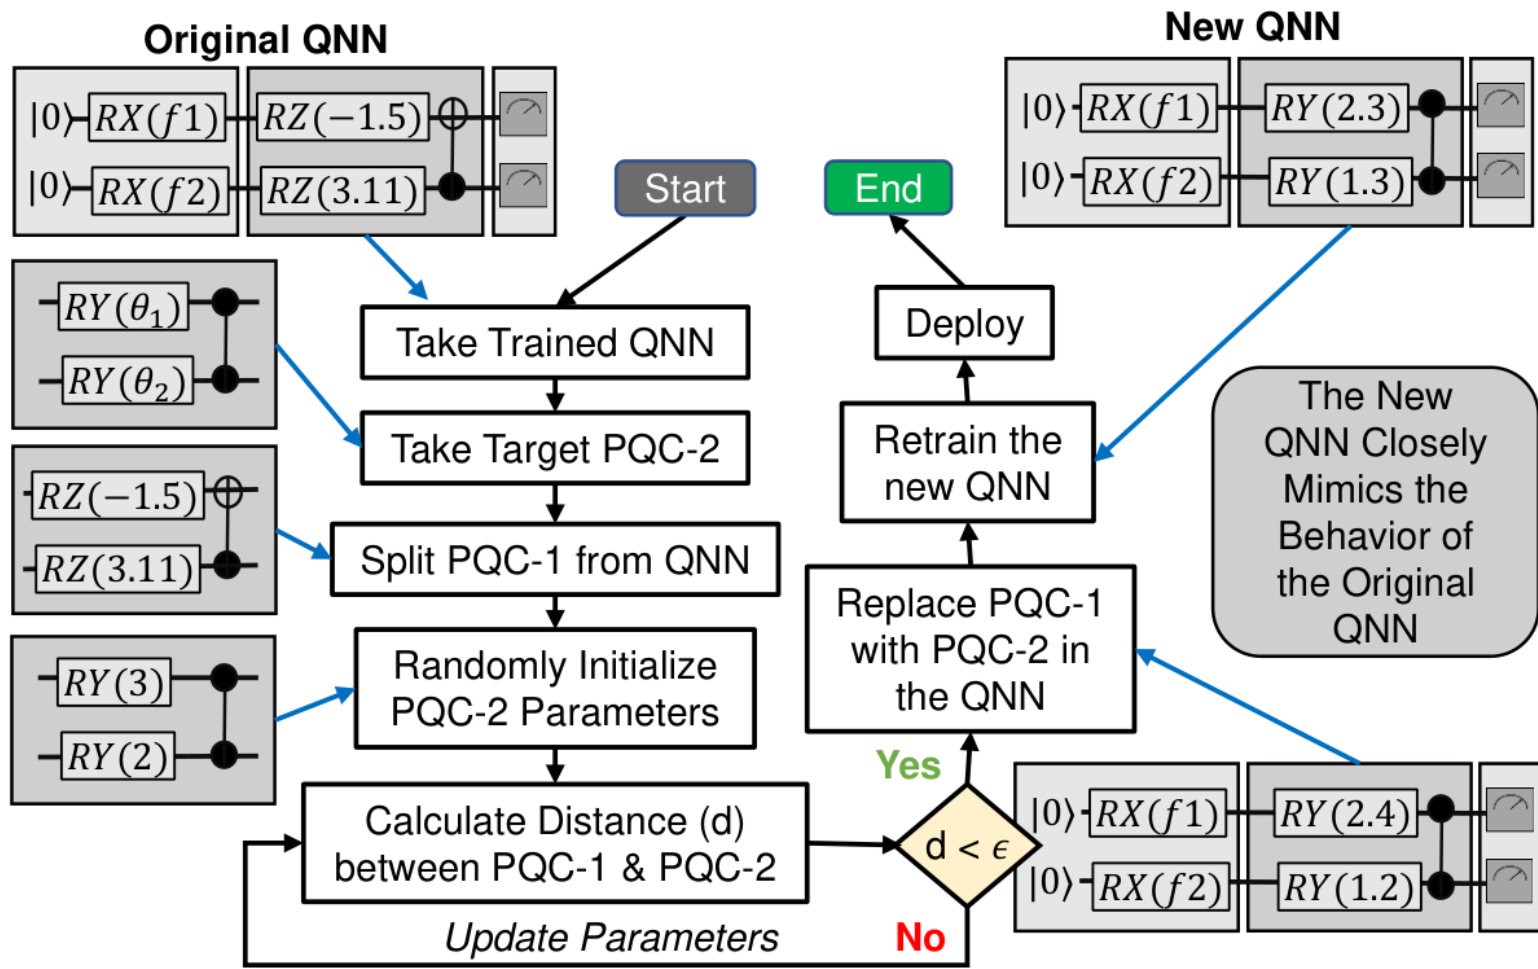 Original QNN
|0⟩ RX(f1) RZ(−1.5)
|0⟩ RX(f2) RZ(3.11)
New QNN
|0⟩ RX(f1) RY(2.3)
|0⟩ RX(f2) RY(1.3)
Start
End
RY(θ₁)
RY(θ₂)
RZ(−1.5)
RZ(3.11)
RY(3)
RY(2)
Take Trained QNN
Take Target PQC-2
Split PQC-1 from QNN
Randomly Initialize
PQC-2 Parameters
Calculate Distance (d)
between PQC-1 & PQC-2
Update Parameters
No
d < ϵ
Yes
Replace PQC-1
with PQC-2 in
the QNN
Retrain the
new QNN
Deploy
The New
QNN Closely
Mimics the
Behavior of
the Original
QNN
|0⟩ RX(f1) RY(2.4)
|0⟩ RX(f2) RY(1.2)